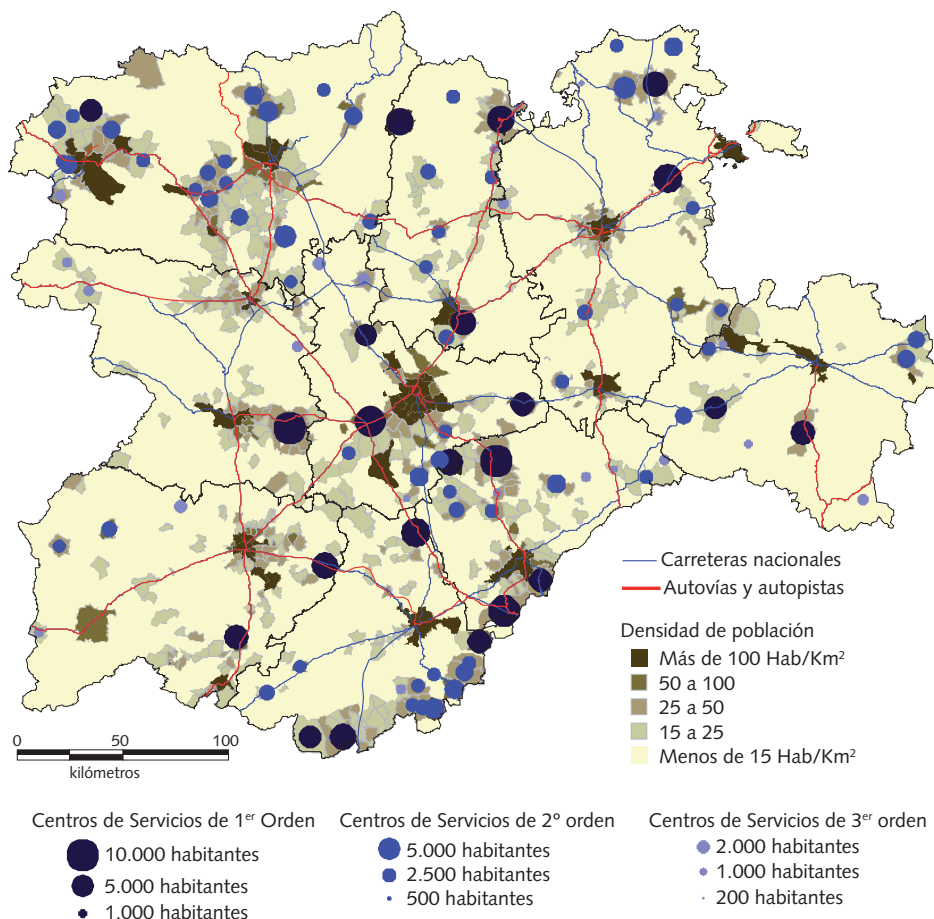 Carreteras nacionales
Autovías y autopistas
Densidad de población
Más de 100 Hab/Km²
50 a 100
25 a 50
15 a 25
Menos de 15 Hab/Km²
0 50 100
kilómetros
Centros de Servicios de 1er Orden
10.000 habitantes
5.000 habitantes
1.000 habitantes
Centros de Servicios de 2º orden
5.000 habitantes
2.500 habitantes
500 habitantes
Centros de Servicios de 3er orden
2.000 habitantes
1.000 habitantes
200 habitantes